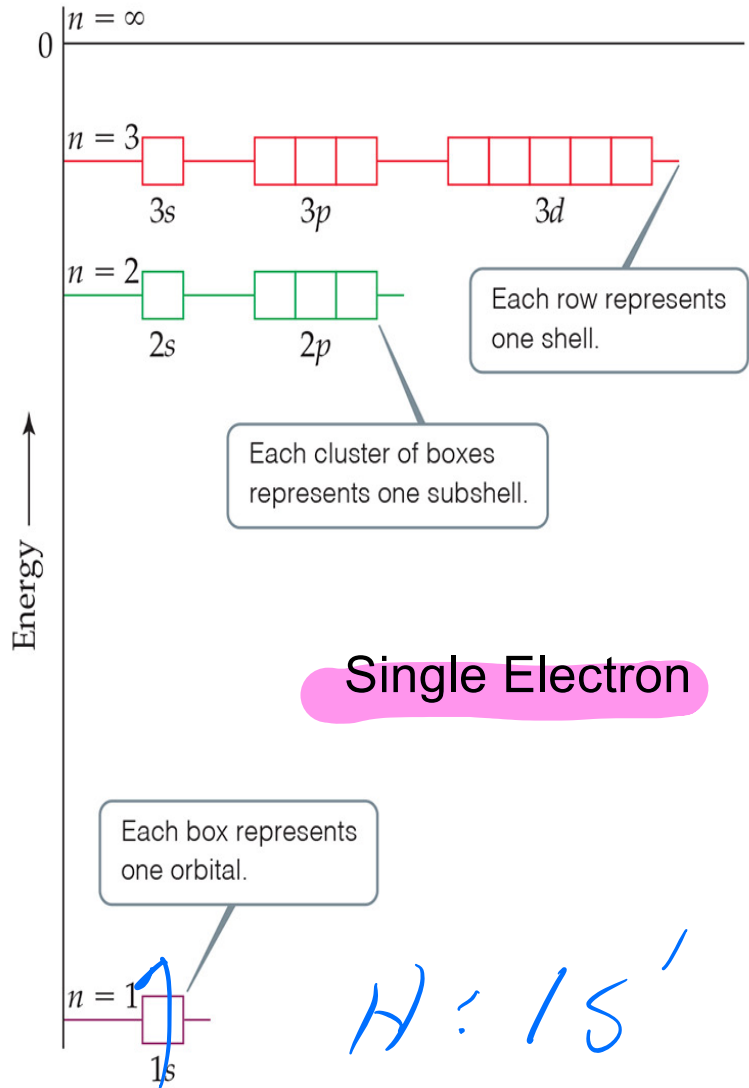 n = ∞
0
n = 3
3s 3p 3d
n = 2
2s 2p
Each row represents
one shell.
Each cluster of boxes
represents one subshell.
Energy
Single Electron
Each box represents
one orbital.
n = 1
1s
H: 1s¹